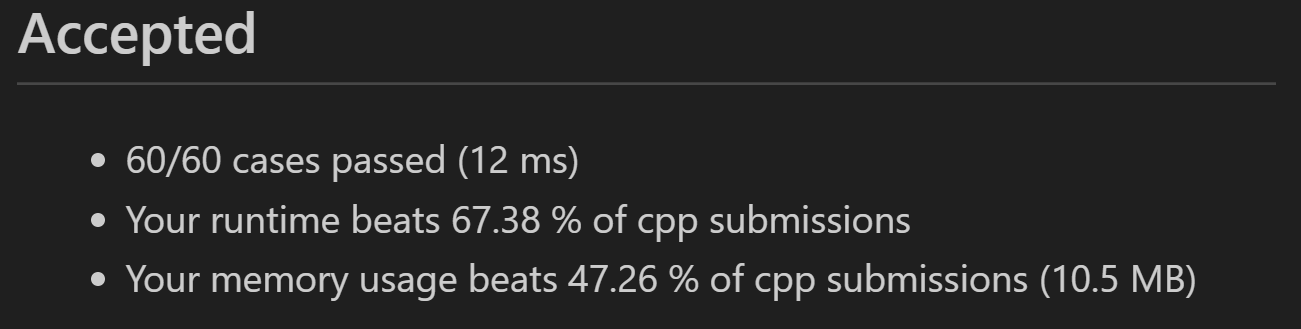 Accepted
60/60 cases passed (12 ms)
Your runtime beats 67.38 % of cpp submissions
Your memory usage beats 47.26 % of cpp submissions (10.5 MB)